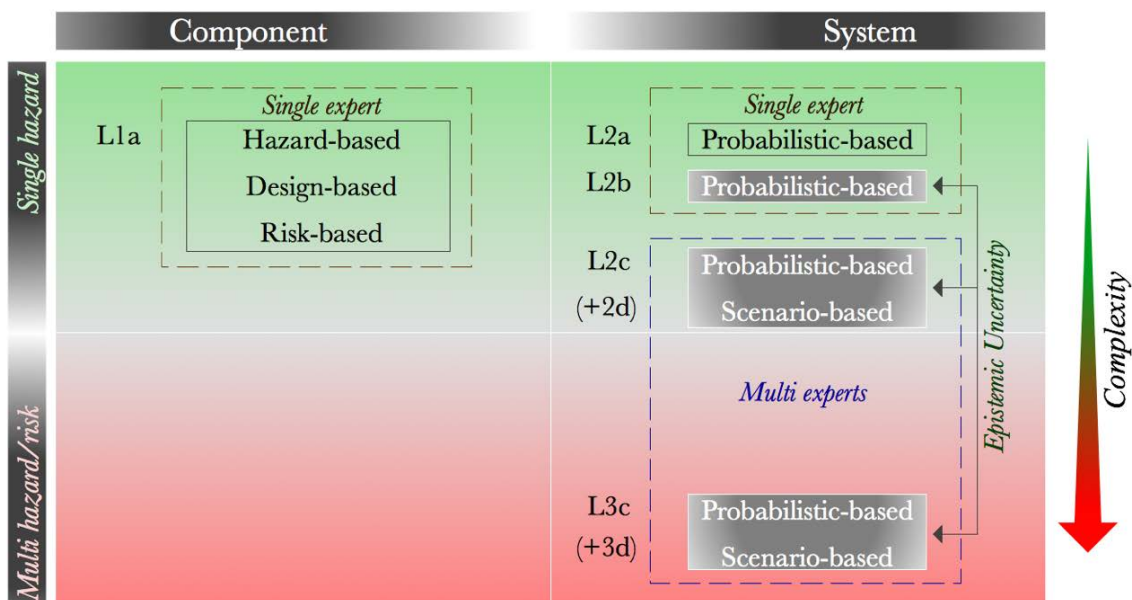 Component
System
Single hazard
Multi hazard/risk
Single expert
L1a
Hazard-based
Design-based
Risk-based
Single expert
L2a
Probabilistic-based
L2b
Probabilistic-based
L2c
(+2d)
Probabilistic-based
Scenario-based
Multi experts
L3c
(+3d)
Probabilistic-based
Scenario-based
Epistemic Uncertainty
Complexity